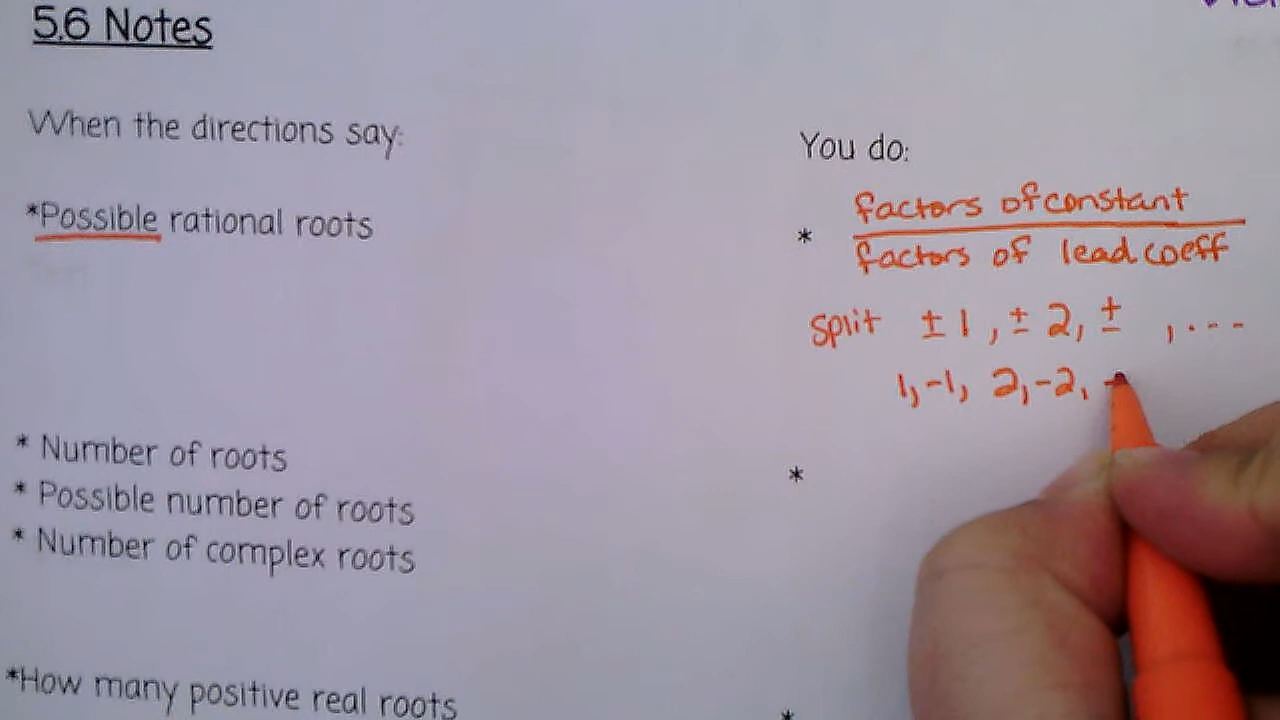 5.6 Notes
When the directions say:
You do:
*Possible rational roots
* factors of constant
factors of lead coeff
split ±1, ±2, ± , ....
1, -1, 2, -2, -
* Number of roots
*
* Possible number of roots
* Number of complex roots
*How many positive real roots
*